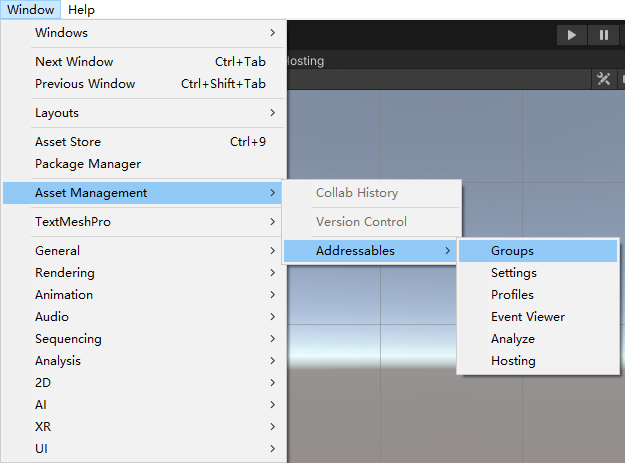 Window Help
Windows
Next Window Ctrl+Tab
Previous Window Ctrl+Shift+Tab
Layouts
Asset Store Ctrl+9
Package Manager
Asset Management
TextMeshPro
General
Rendering
Animation
Audio
Sequencing
Analysis
2D
AI
XR
UI
Collab History
Version Control
Addressables
Groups
Settings
Profiles
Event Viewer
Analyze
Hosting
Hosting